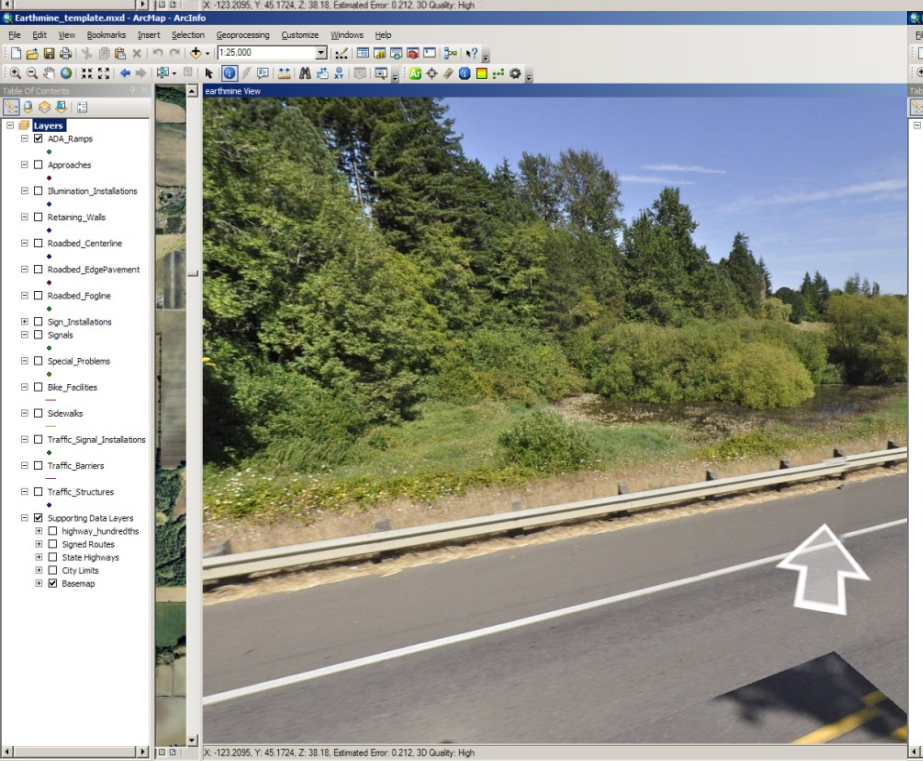 X: -123.2095, Y: 45.1724, Z: 38.18, Estimated Error: 0.212, 3D Quality: High
Earthmine_template.mxd - ArcMap - ArcInfo
File Edit View Bookmarks Insert Selection Geoprocessing Customize Windows Help
1:25,000
Table Of Contents
earthmine View
Layers
ADA_Ramps
Approaches
Illumination_Installations
Retaining_Walls
Roadbed_Centerline
Roadbed_EdgePavement
Roadbed_Fogline
Sign_Installations
Signals
Special_Problems
Bike_Facilities
Sidewalks
Traffic_Signal_Installations
Traffic_Barriers
Traffic_Structures
Supporting Data Layers
highway_hundredths
Signed Routes
State Highways
City Limits
Basemap
X: -123.2095, Y: 45.1724, Z: 38.18, Estimated Error: 0.212, 3D Quality: High